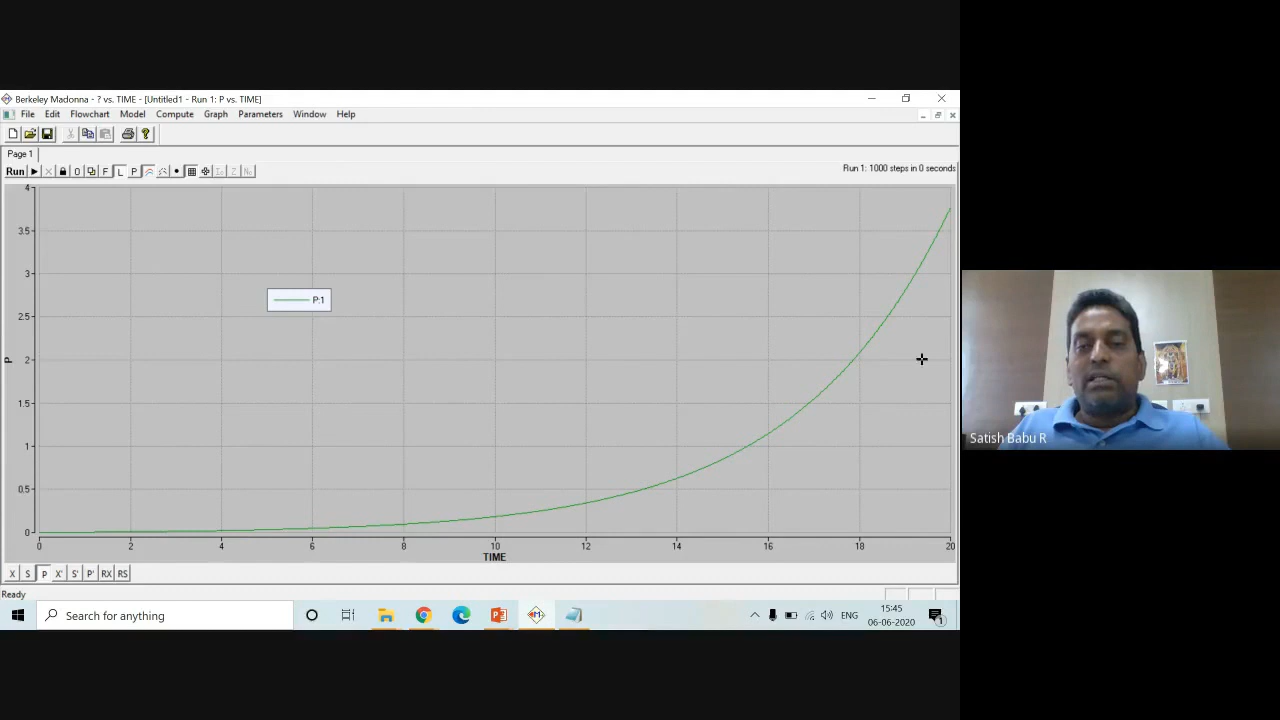 Berkeley Madonna - ? vs. TIME - [Untitled1 - Run 1: P vs. TIME]
File Edit Flowchart Model Compute Graph Parameters Window Help
Page 1
Run O F L P Z
Run 1: 1000 steps in 0 seconds
4
3.5
3
2.5
2
1.5
1
0.5
0
P
P:1
0 2 4 6 8 10 12 14 16 18 20
TIME
X S P X' S' P' RX RS
Ready
Search for anything
ENG
15:45
06-06-2020
1
Satish Babu R